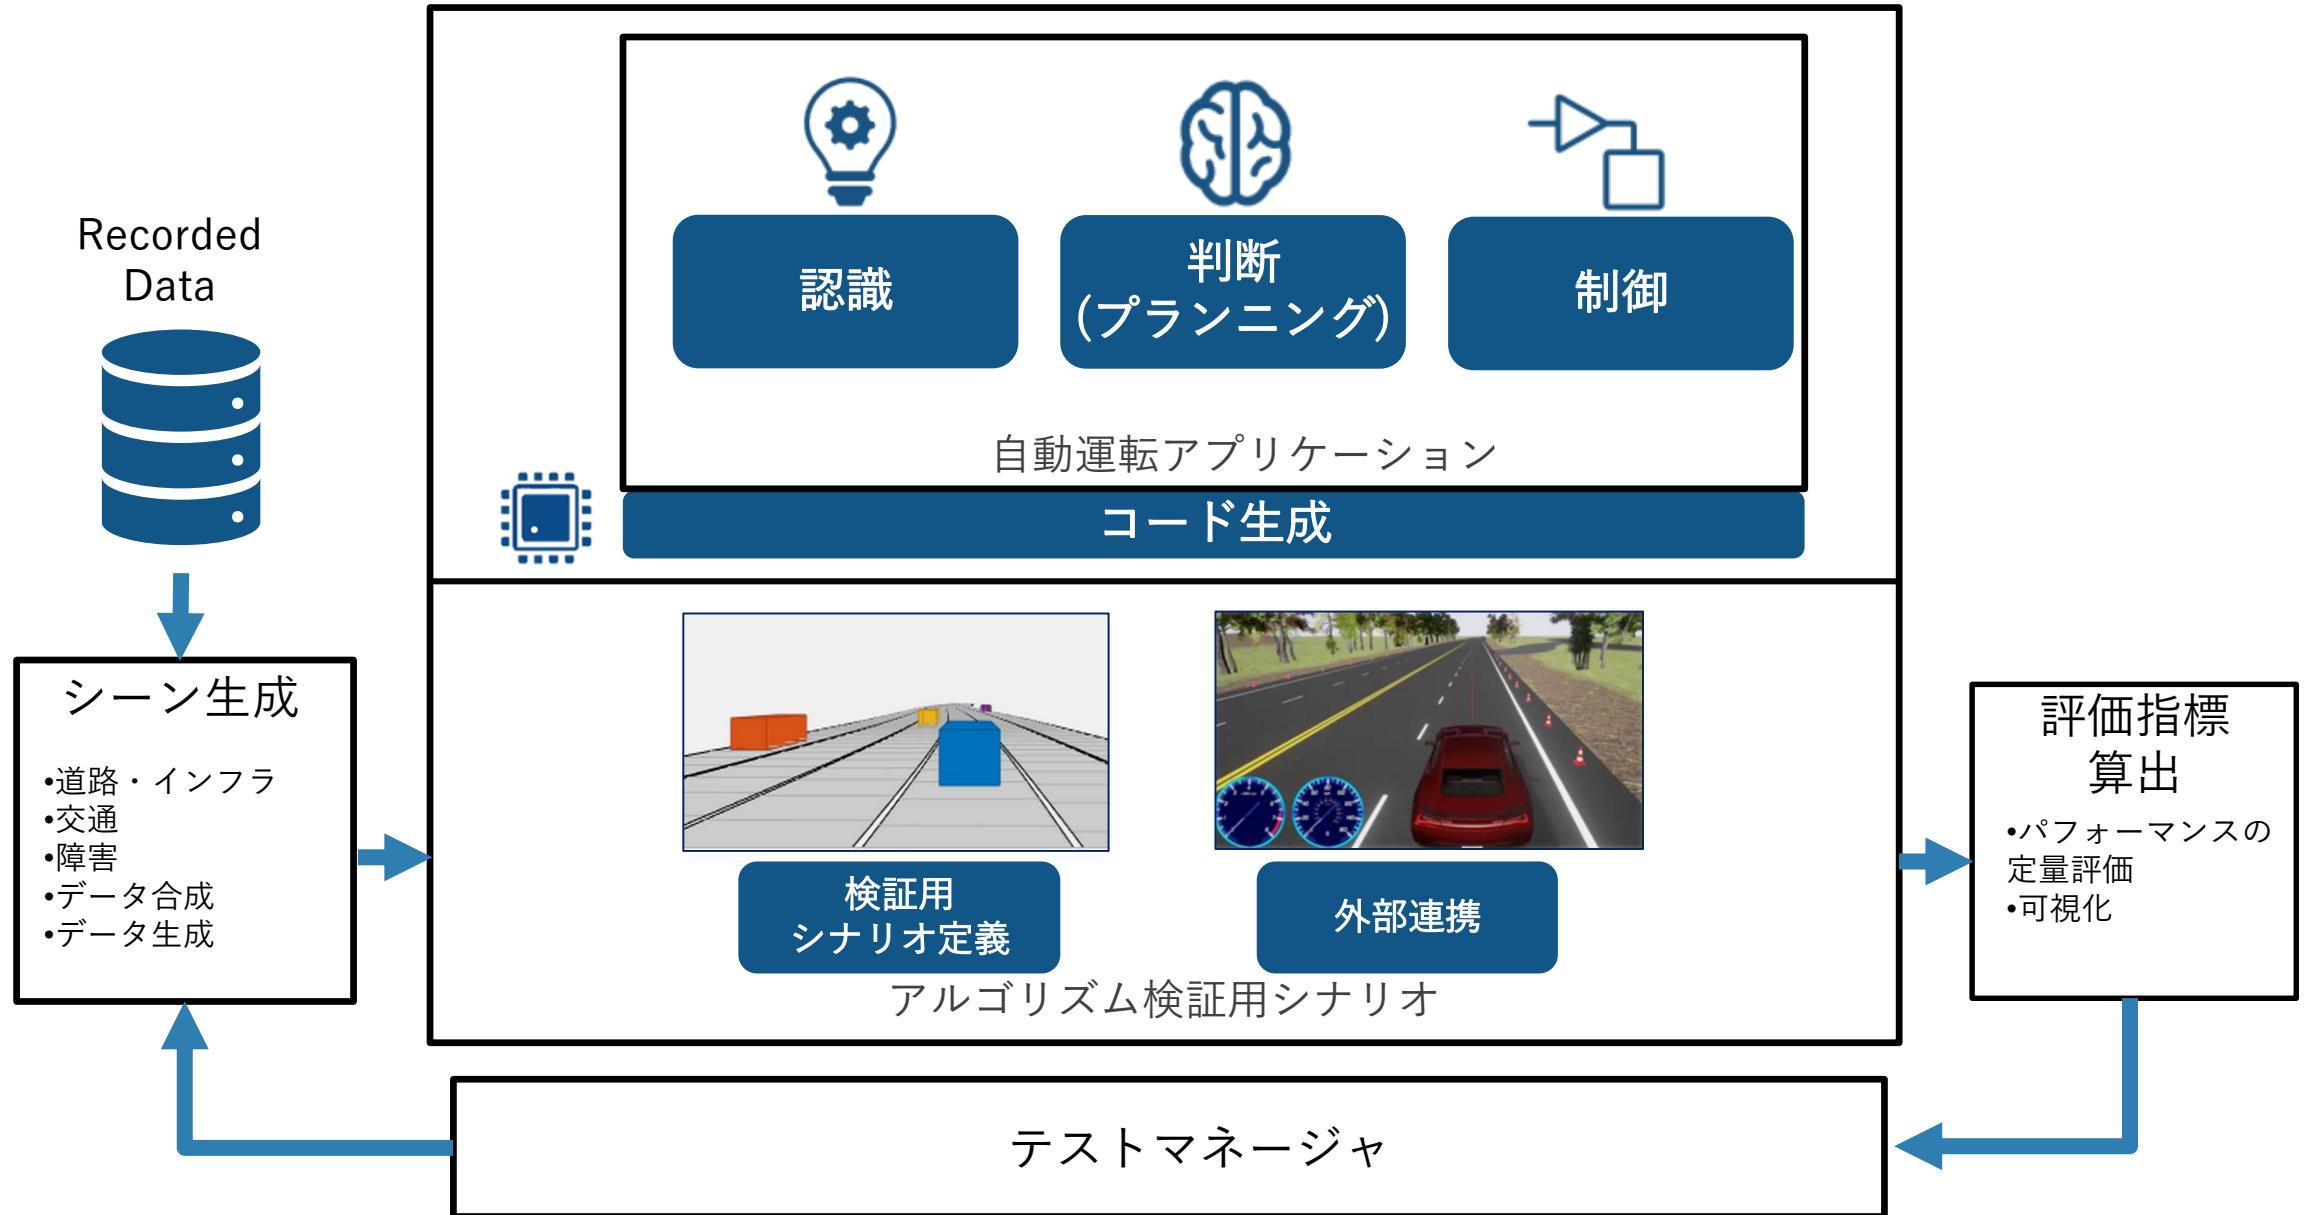 Recorded
Data
認識
判断
(プランニング)
制御
自動運転アプリケーション
コード生成
シーン生成
•道路・インフラ
•交通
•障害
•データ合成
•データ生成
検証用
シナリオ定義
外部連携
アルゴリズム検証用シナリオ
評価指標
算出
•パフォーマンスの
定量評価
•可視化
テストマネージャ